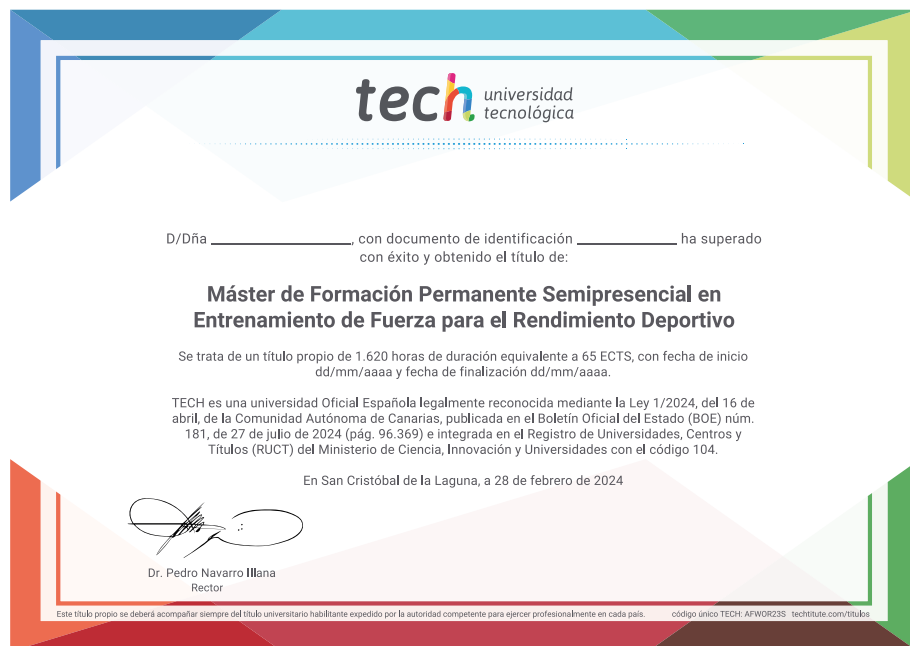 tech universidad
tecnológica
D/Dña ______________, con documento de identificación __________ ha superado
con éxito y obtenido el título de:
Máster de Formación Permanente Semipresencial en
Entrenamiento de Fuerza para el Rendimiento Deportivo
Se trata de un título propio de 1.620 horas de duración equivalente a 65 ECTS, con fecha de inicio
dd/mm/aaaa y fecha de finalización dd/mm/aaaa.
TECH es una universidad Oficial Española legalmente reconocida mediante la Ley 1/2024, del 16 de
abril, de la Comunidad Autónoma de Canarias, publicada en el Boletín Oficial del Estado (BOE) núm.
181, de 27 de julio de 2024 (pág. 96.369) e integrada en el Registro de Universidades, Centros y
Títulos (RUCT) del Ministerio de Ciencia, Innovación y Universidades con el código 104.
En San Cristóbal de la Laguna, a 28 de febrero de 2024
Dr. Pedro Navarro Illana
Rector
Este título propio se deberá acompañar siempre del título universitario habilitante expedido por la autoridad competente para ejercer profesionalmente en cada país. código único TECH: AFWOR23S techtitute.com/titulos